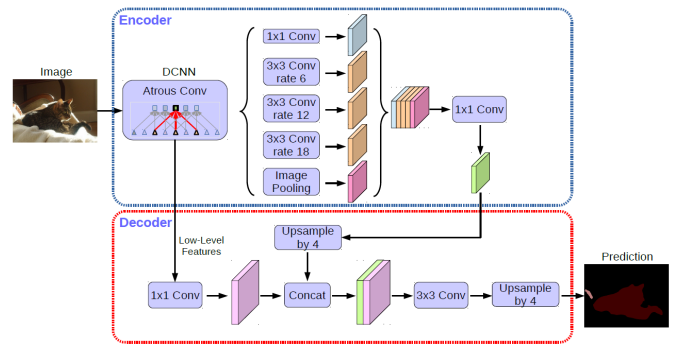 Encoder
Image
DCNN
Atrous Conv
1x1 Conv
3x3 Conv
rate 6
3x3 Conv
rate 12
3x3 Conv
rate 18
Image
Pooling
1x1 Conv
Decoder
Low-Level
Features
Upsample
by 4
1x1 Conv
Concat
3x3 Conv
Upsample
by 4
Prediction